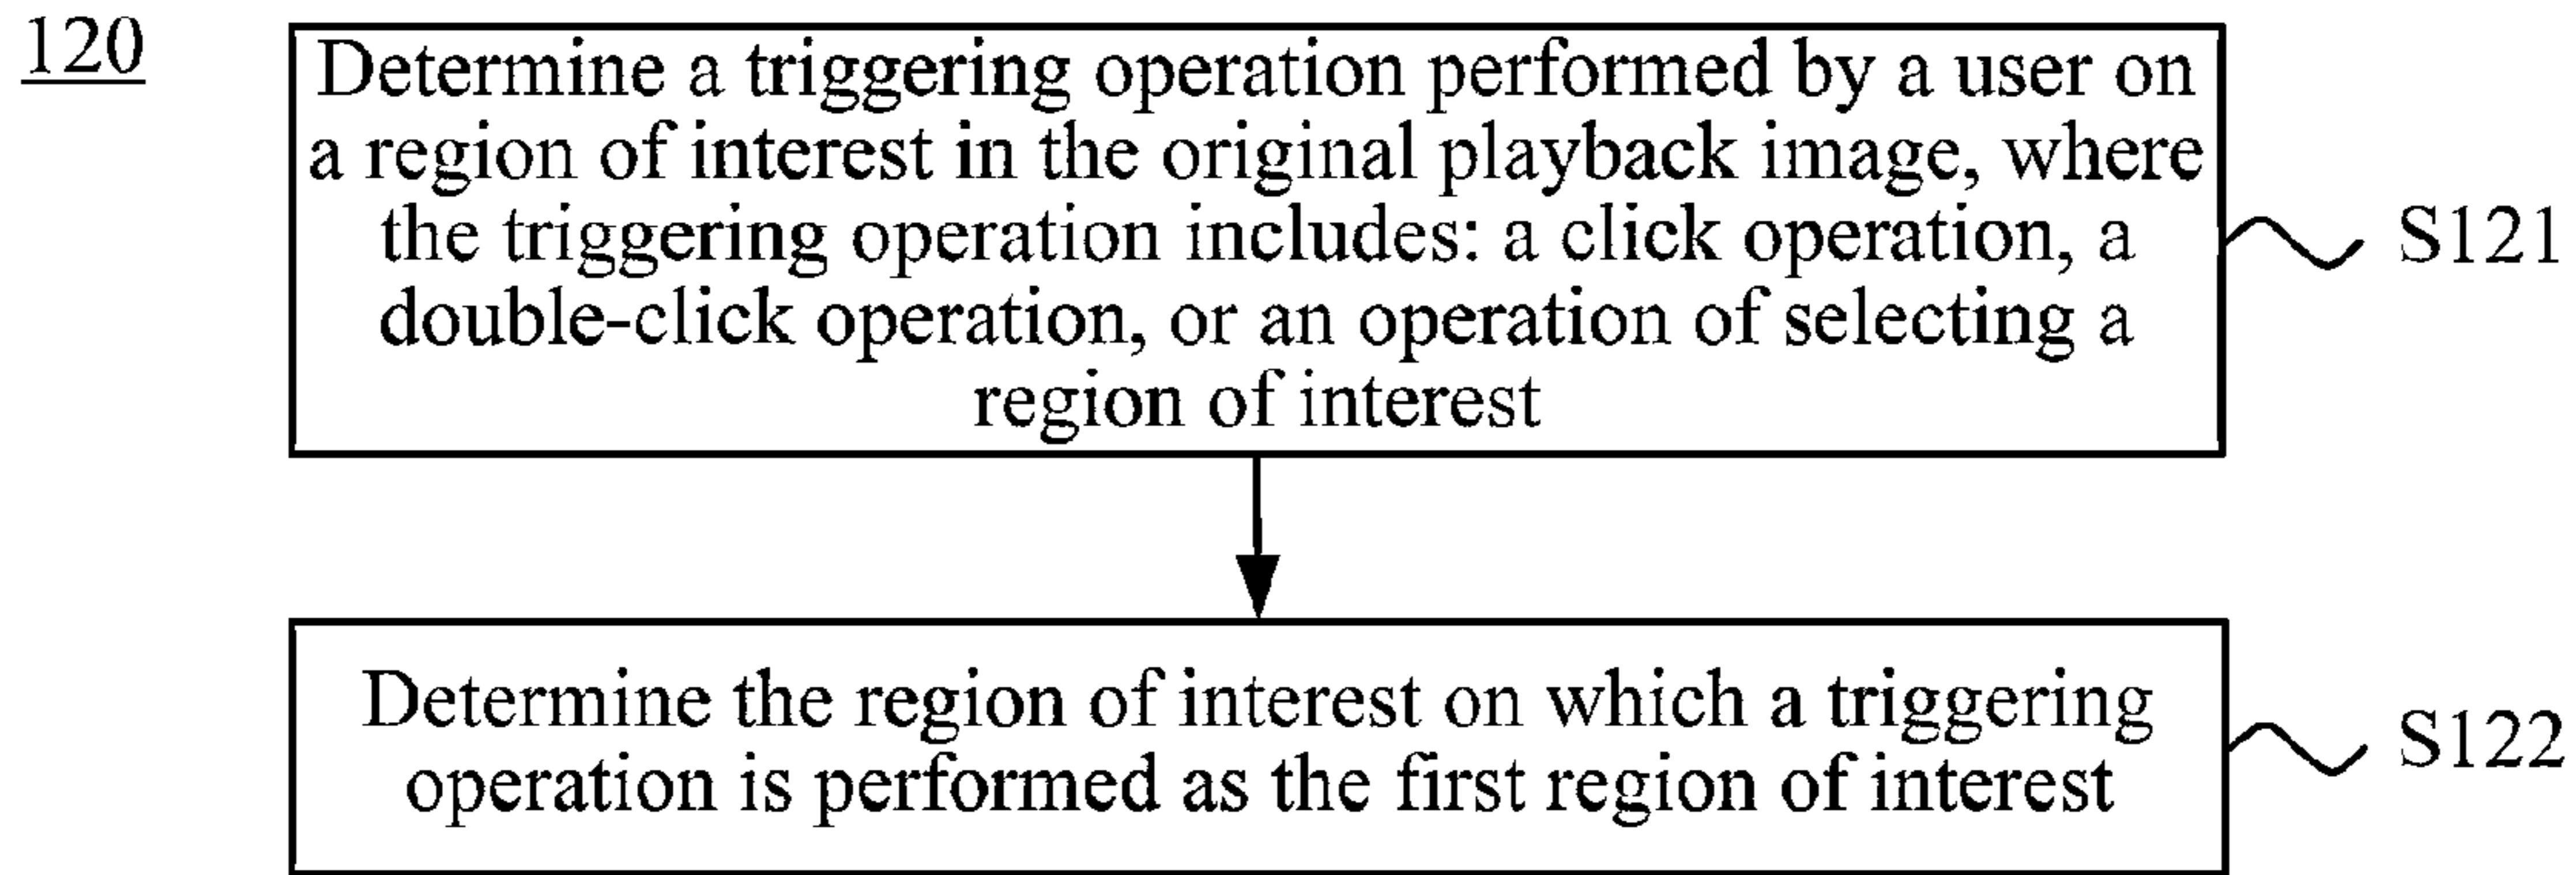 120
Determine a triggering operation performed by a user on
a region of interest in the original playback image, where
the triggering operation includes: a click operation, a
double-click operation, or an operation of selecting a
region of interest
S121
Determine the region of interest on which a triggering
operation is performed as the first region of interest
S122